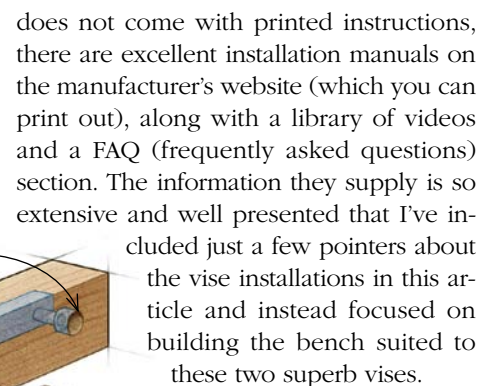 does not come with printed instructions,
there are excellent installation manuals on
the manufacturer's website (which you can
print out), along with a library of videos
and a FAQ (frequently asked questions)
section. The information they supply is so
extensive and well presented that I've in-
cluded just a few pointers about
the vise installations in this ar-
ticle and instead focused on
building the bench suited to
these two superb vises.